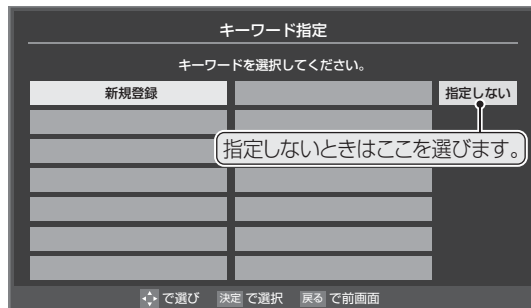 キーワード指定
キーワードを選択してください。
新規登録
指定しない
指定しないときはここを選びます。
で選び 決定 で選択 戻る で前画面